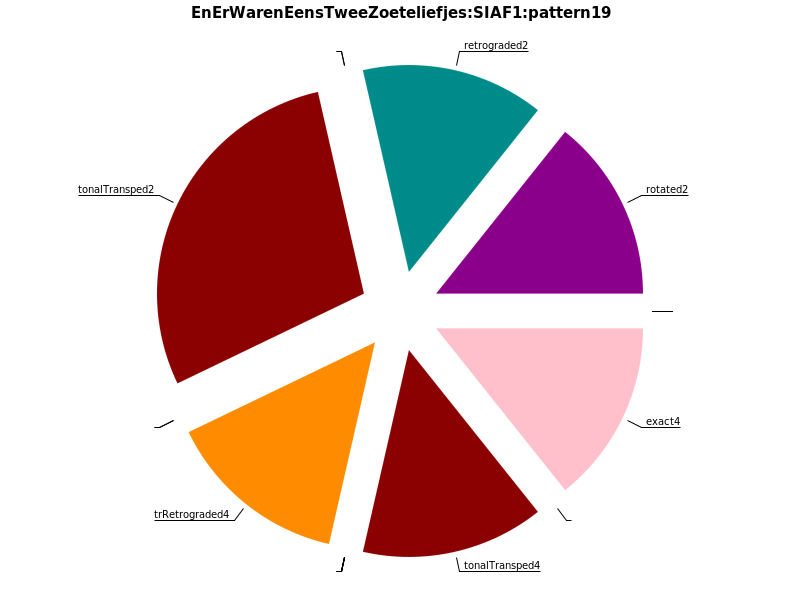 EnErWarenEensTweeZoeteliefjes:SIAF1:pattern19
retrograded2
tonalTransped2
rotated2
exact4
trRetrograded4
tonalTransped4